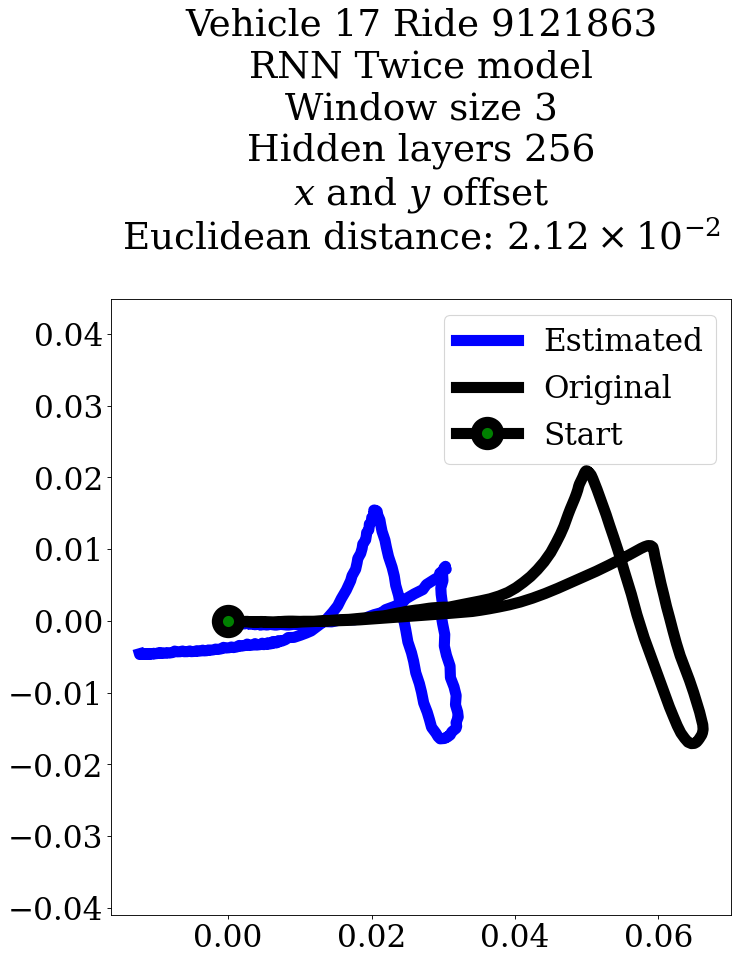 Vehicle 17 Ride 9121863
RNN Twice model
Window size 3
Hidden layers 256
x and y offset
Euclidean distance: 2.12 × 10⁻²
Estimated
Original
Start
0.04
0.03
0.02
0.01
0.00
−0.01
−0.02
−0.03
−0.04
0.00 0.02 0.04 0.06